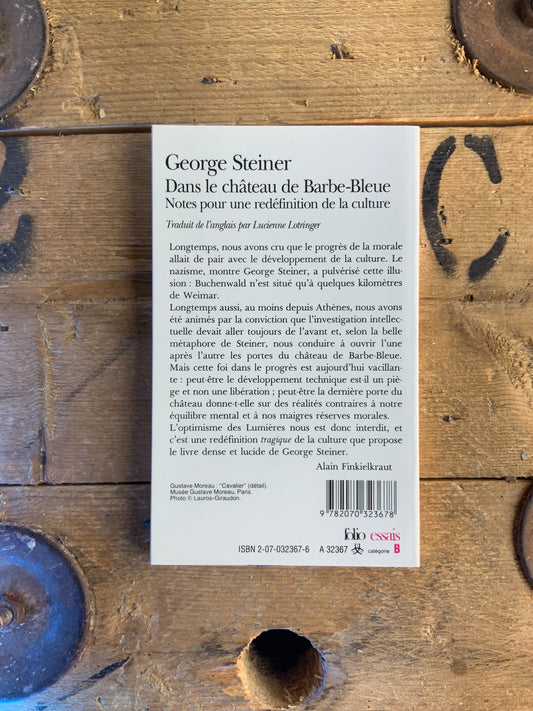 George Steiner
Dans le château de Barbe-Bleue
Notes pour une redéfinition de la culture
Traduit de l'anglais par Lucienne Lotringer
Longtemps, nous avons cru que le progrès de la morale
allait de pair avec le développement de la culture. Le
nazisme, montre George Steiner, a pulvérisé cette illu-
sion : Buchenwald n'est situé qu'à quelques kilomètres
de Weimar.
Longtemps aussi, au moins depuis Athènes, nous avons
été animés par la conviction que l'investigation intellec-
tuelle devait aller toujours de l'avant et, selon la belle
métaphore de Steiner, nous conduire à ouvrir l'une
après l'autre les portes du château de Barbe-Bleue.
Mais cette foi dans le progrès est aujourd'hui vacillan-
te : peut-être le développement technique est-il un piè-
ge et non une libération ; peut-être la dernière porte du
château donne-t-elle sur des réalités contraires à notre
équilibre mental et à nos maigres réserves morales.
L'optimisme des Lumières nous est donc interdit, et
c'est une redéfinition tragique de la culture que propose
le livre dense et lucide de George Steiner.
Alain Finkielkraut
Gustave Moreau : "Cavalier" (détail).
Musée Gustave Moreau, Paris.
Photo © Lauros-Giraudon.
9 782070 323678
folio essais
ISBN 2-07-032367-6 A 32367 catégorie B